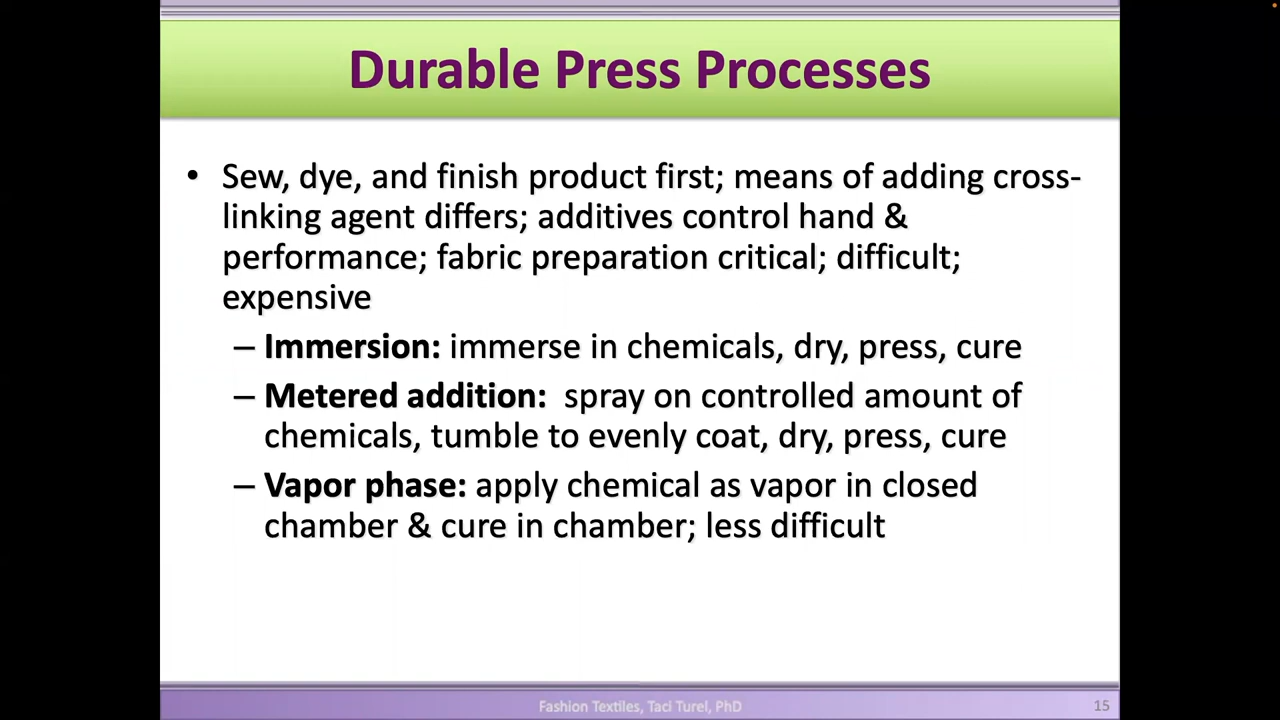 Durable Press Processes
• Sew, dye, and finish product first; means of adding cross-
linking agent differs; additives control hand &
performance; fabric preparation critical; difficult;
expensive
– Immersion: immerse in chemicals, dry, press, cure
– Metered addition:  spray on controlled amount of
chemicals, tumble to evenly coat, dry, press, cure
– Vapor phase: apply chemical as vapor in closed
chamber & cure in chamber; less difficult
Fashion Textiles, Taci Turel, PhD
15